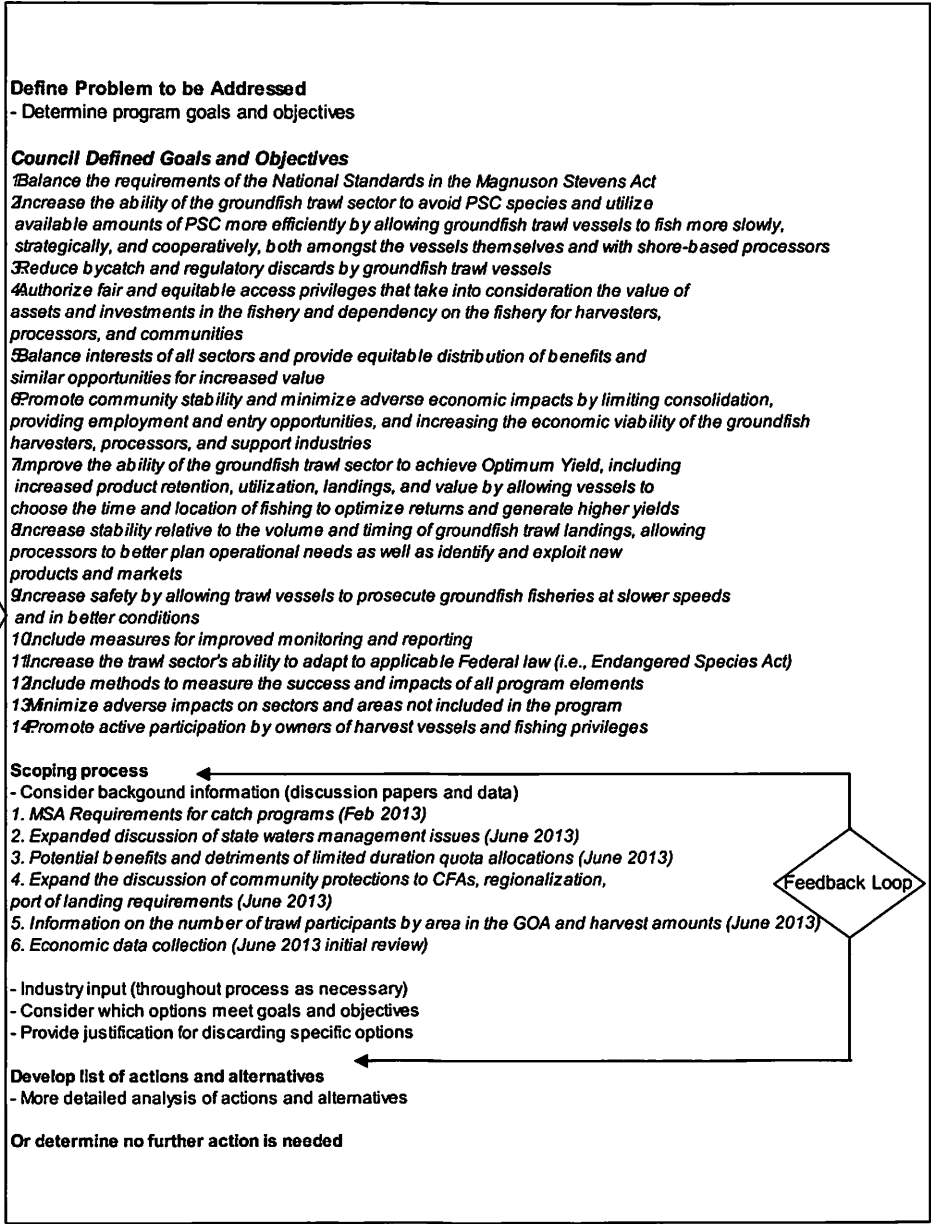 Define Problem to be Addressed
- Determine program goals and objectives
Council Defined Goals and Objectives
1Balance the requirements of the National Standards in the Magnuson Stevens Act
2Increase the ability of the groundfish trawl sector to avoid PSC species and utilize
available amounts of PSC more efficiently by allowing groundfish trawl vessels to fish more slowly,
strategically, and cooperatively, both amongst the vessels themselves and with shore-based processors
3Reduce bycatch and regulatory discards by groundfish trawl vessels
4Authorize fair and equitable access privileges that take into consideration the value of
assets and investments in the fishery and dependency on the fishery for harvesters,
processors, and communities
5Balance interests of all sectors and provide equitable distribution of benefits and
similar opportunities for increased value
6Promote community stability and minimize adverse economic impacts by limiting consolidation,
providing employment and entry opportunities, and increasing the economic viability of the groundfish
harvesters, processors, and support industries
7Improve the ability of the groundfish trawl sector to achieve Optimum Yield, including
increased product retention, utilization, landings, and value by allowing vessels to
choose the time and location of fishing to optimize returns and generate higher yields
8Increase stability relative to the volume and timing of groundfish trawl landings, allowing
processors to better plan operational needs as well as identify and exploit new
products and markets
9Increase safety by allowing trawl vessels to prosecute groundfish fisheries at slower speeds
and in better conditions
10Include measures for improved monitoring and reporting
11Increase the trawl sector's ability to adapt to applicable Federal law (i.e., Endangered Species Act)
12Include methods to measure the success and impacts of all program elements
13Minimize adverse impacts on sectors and areas not included in the program
14Promote active participation by owners of harvest vessels and fishing privileges
Scoping process
- Consider backgound information (discussion papers and data)
1. MSA Requirements for catch programs (Feb 2013)
2. Expanded discussion of state waters management issues (June 2013)
3. Potential benefits and detriments of limited duration quota allocations (June 2013)
4. Expand the discussion of community protections to CFAs, regionalization,
port of landing requirements (June 2013)
5. Information on the number of trawl participants by area in the GOA and harvest amounts (June 2013)
6. Economic data collection (June 2013 initial review)
Feedback Loop
- Industry input (throughout process as necessary)
- Consider which options meet goals and objectives
- Provide justification for discarding specific options
Develop list of actions and alternatives
- More detailed analysis of actions and alternatives
Or determine no further action is needed